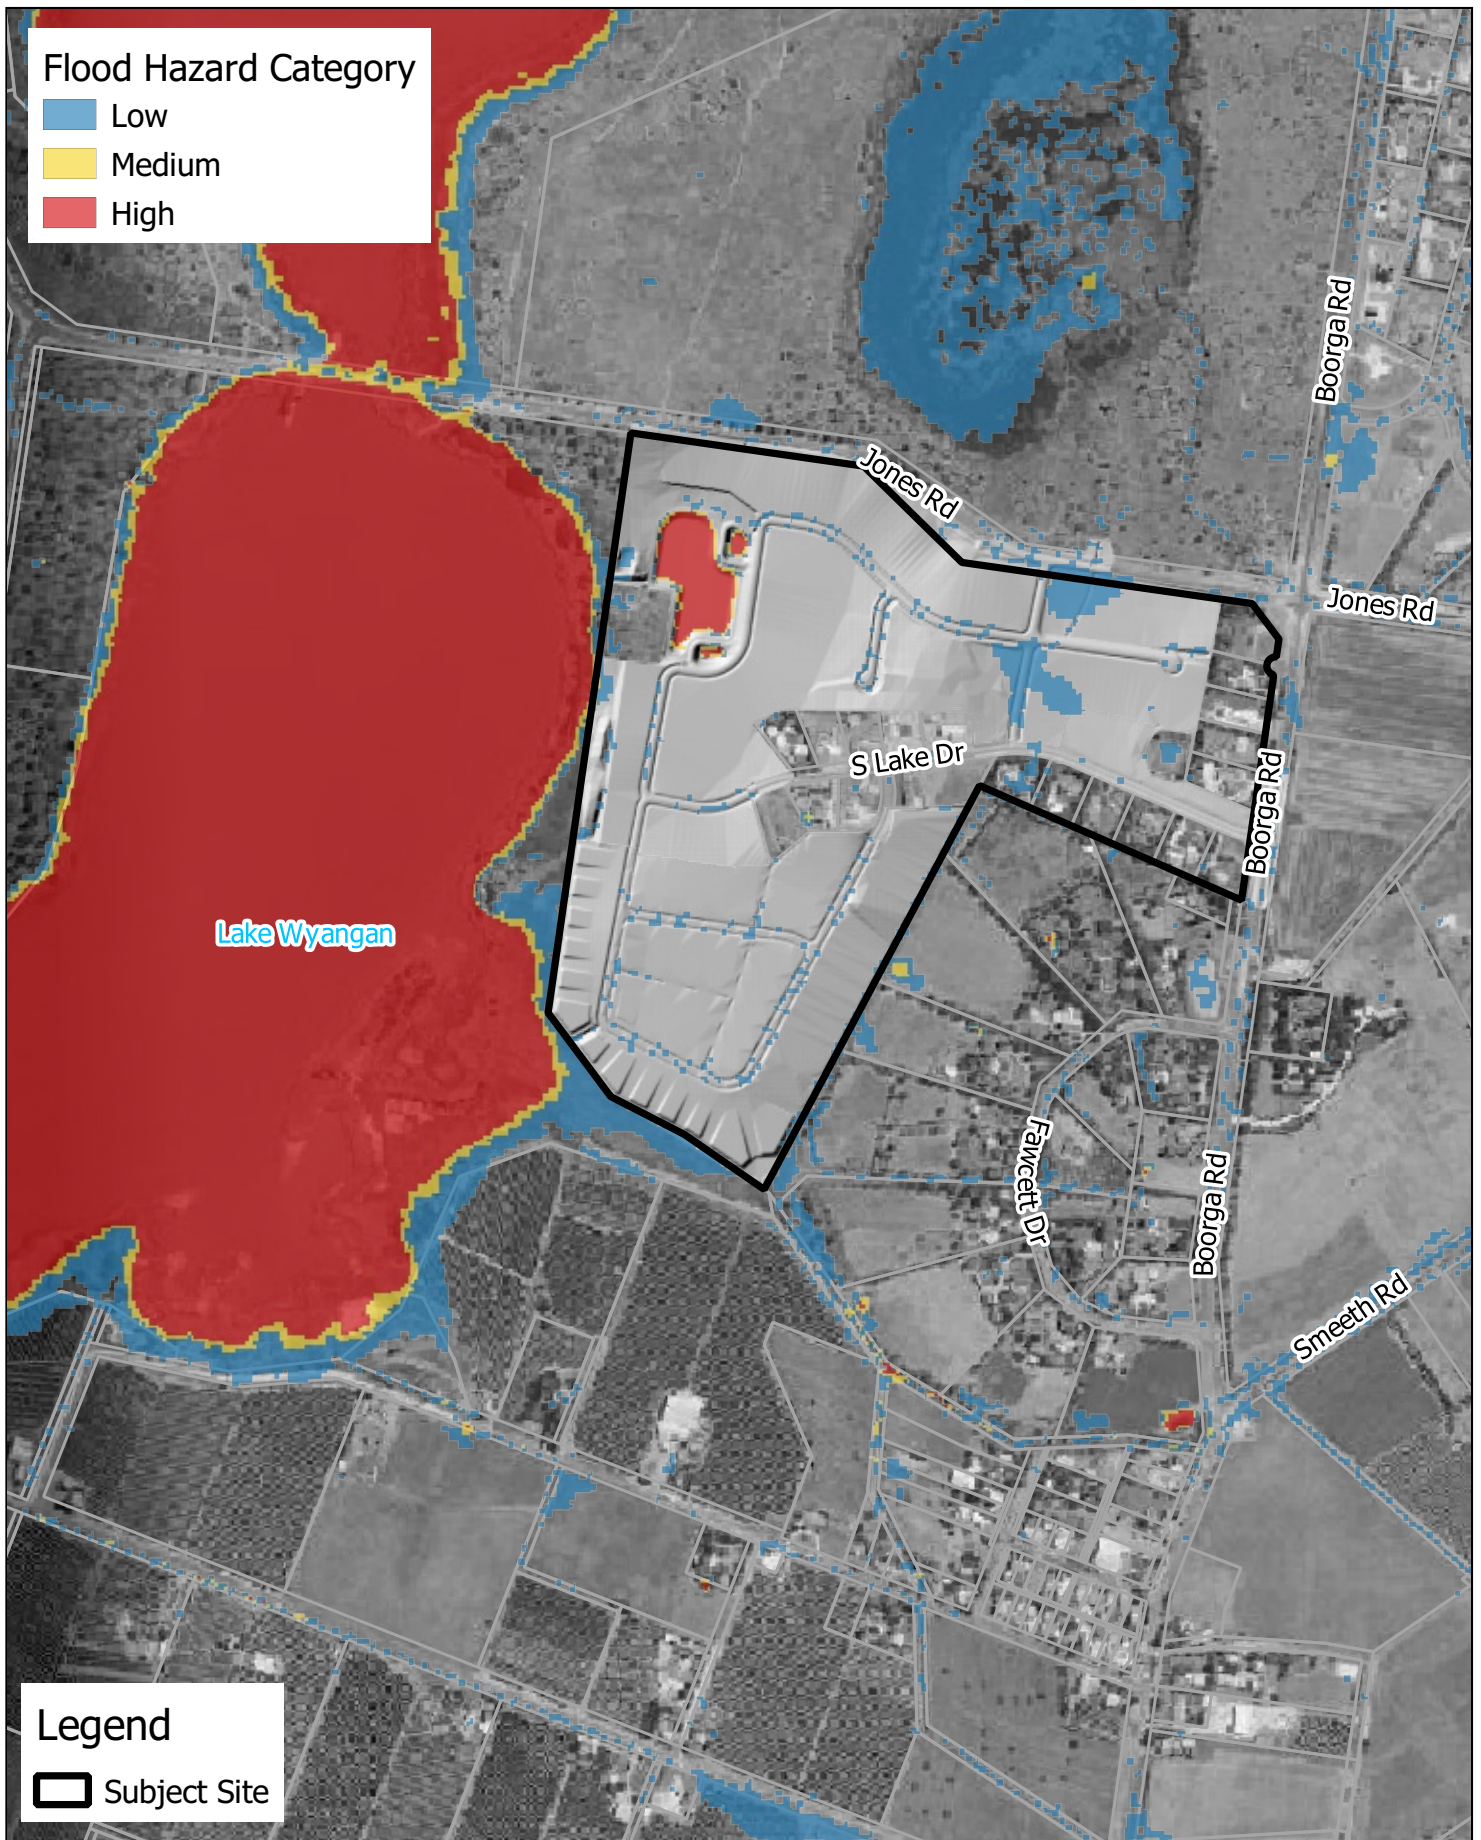 Flood Hazard Category
Low
Medium
High
Boorga Rd
Jones Rd
Jones Rd
S Lake Dr
Boorga Rd
Lake Wyangan
Fawcett Dr
Boorga Rd
Smeeth Rd
Legend
Subject Site